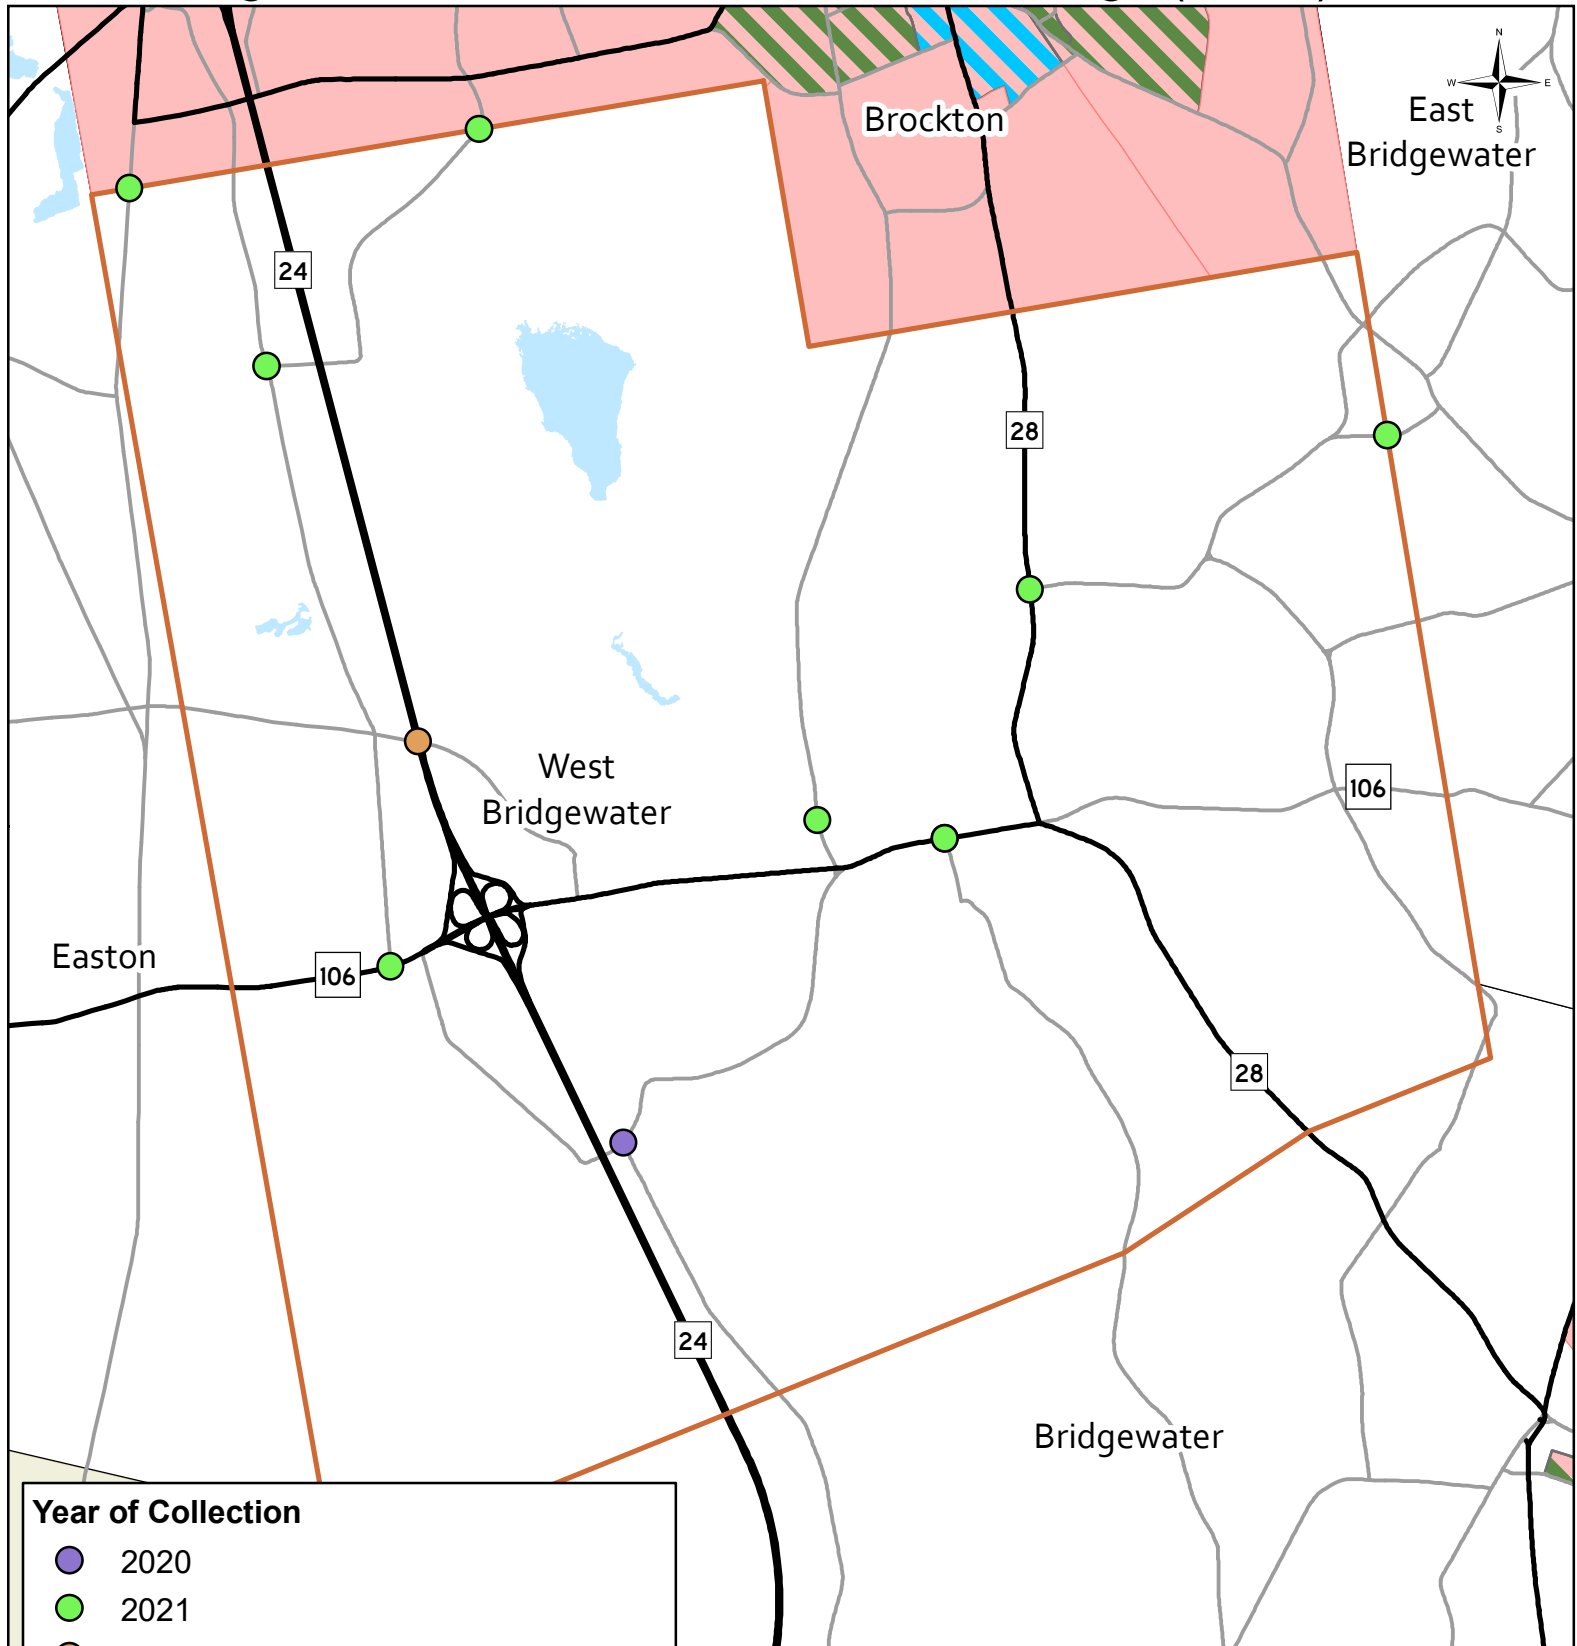 N
W E
S
Brockton
East
Bridgewater
24
28
West
Bridgewater
106
Easton
106
28
24
Bridgewater
Year of Collection
2020
2021